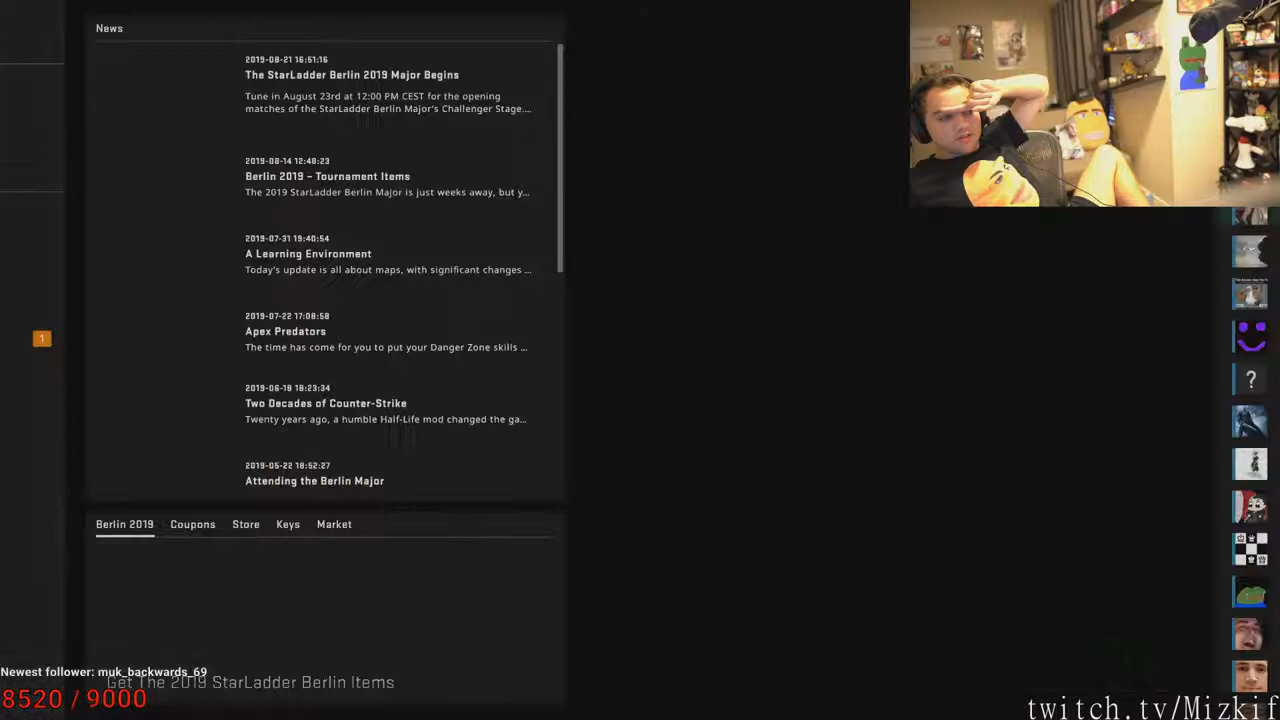 News
2019-08-21 16:51:16
The StarLadder Berlin 2019 Major Begins
Tune in August 23rd at 12:00 PM CEST for the opening
matches of the StarLadder Berlin Major's Challenger Stage....
2019-08-14 12:46:23
Berlin 2019 – Tournament Items
The 2019 StarLadder Berlin Major is just weeks away, but y...
2019-07-31 19:40:54
A Learning Environment
Today's update is all about maps, with significant changes ...
2019-07-22 17:08:58
Apex Predators
The time has come for you to put your Danger Zone skills ...
1
2019-06-18 18:23:34
Two Decades of Counter-Strike
Twenty years ago, a humble Half-Life mod changed the ga...
2019-05-22 18:52:27
Attending the Berlin Major
Berlin 2019 Coupons Store Keys Market
Newest follower: muk_backwards_69
Get The 2019 StarLadder Berlin Items
8520 / 9000
twitch.tv/Mizkif
?